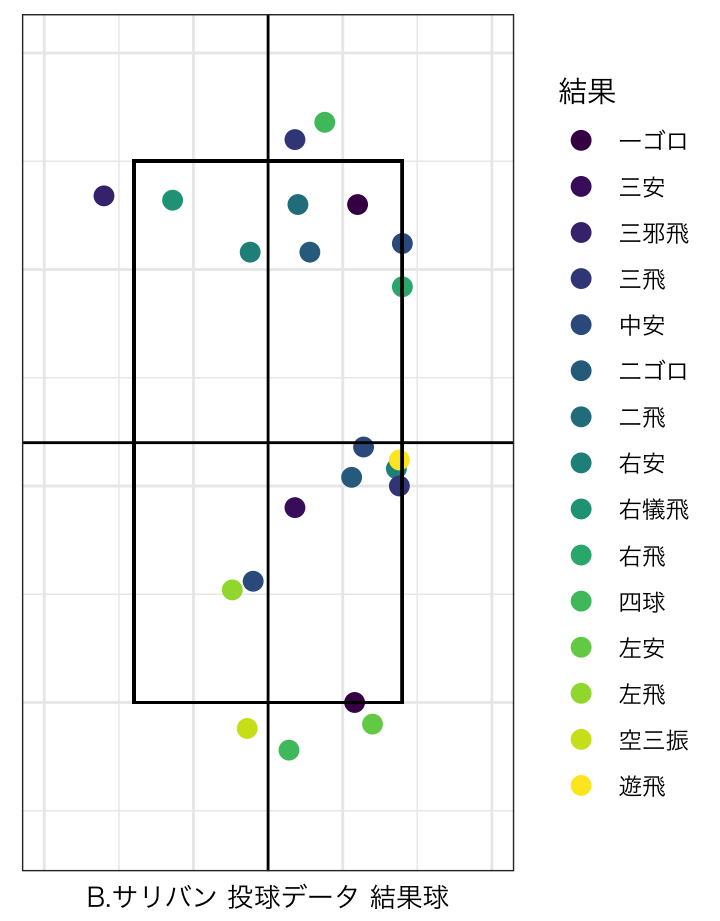 結果
一ゴロ
三安
三邪飛
三飛
中安
二ゴロ
二飛
右安
右犠飛
右飛
四球
左安
左飛
空三振
遊飛
B.サリバン 投球データ 結果球